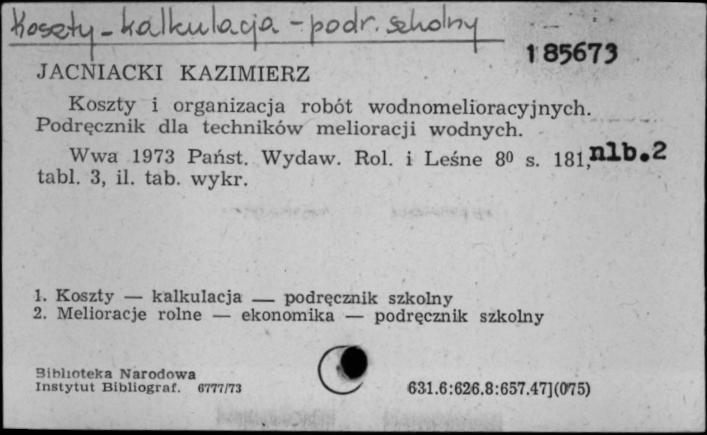 Koszty - kalkulacja - podr. szkolny
185673
JACNIACKI KAZIMIERZ
Koszty i organizacja robót wodnomelioracyjnych.
Podręcznik dla techników melioracji wodnych.
Wwa 1973 Państ. Wydaw. Rol. i Leśne 8⁰ s. 181, nlb.2
tabl. 3, il. tab. wykr.
1. Koszty — kalkulacja — podręcznik szkolny
2. Melioracje rolne — ekonomika — podręcznik szkolny
Biblioteka Narodowa
Instytut Bibliograf. 6777/73
631.6:626.8:657.47](075)